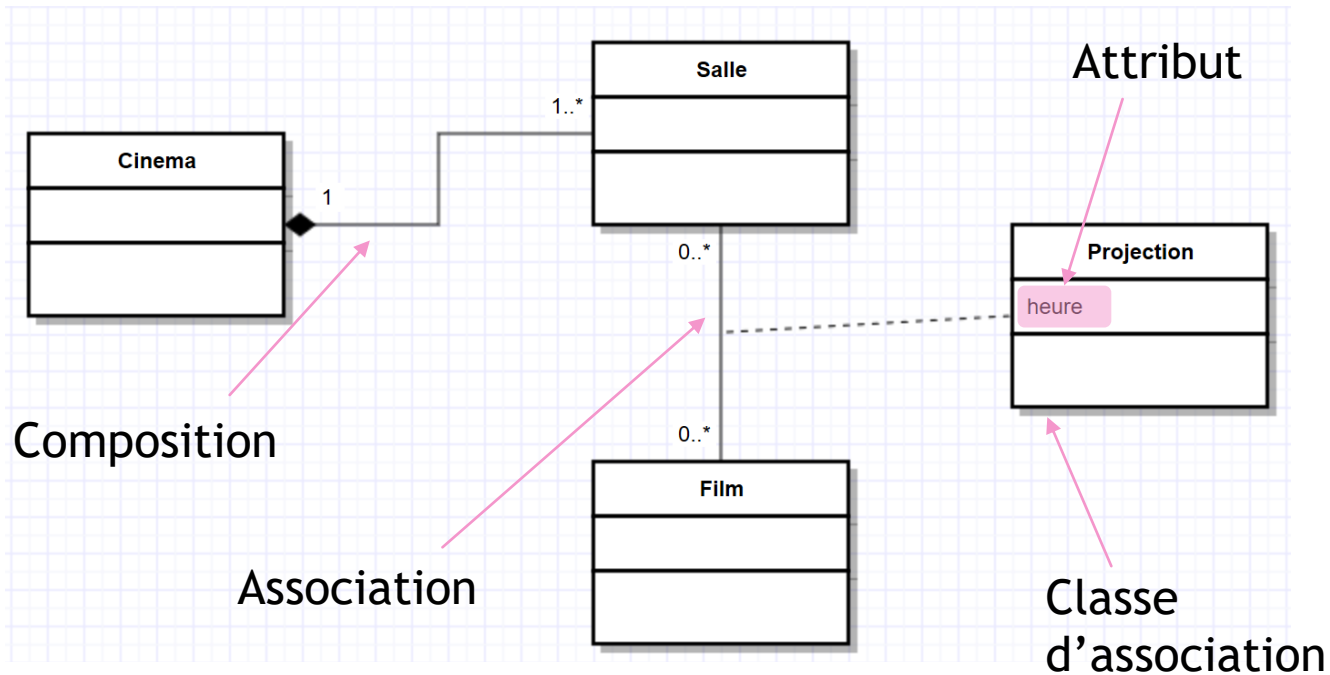 Salle
Attribut
1..*
Cinema
1
0..*
Projection
heure
Composition
0..*
Film
Association
Classe
d’association